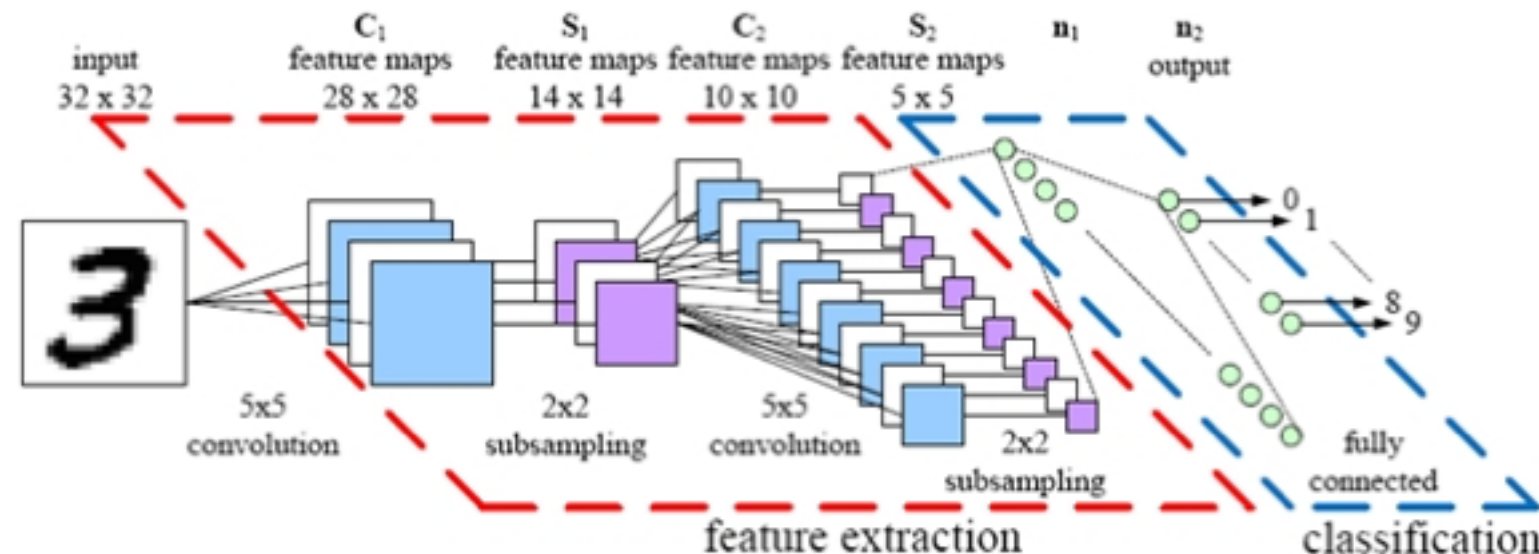 input
32 x 32
C₁
feature maps
28 x 28
S₁
feature maps
14 x 14
C₂
feature maps
10 x 10
S₂
feature maps
5 x 5
n₁
n₂
output
3
0
1
8
9
5x5
convolution
2x2
subsampling
5x5
convolution
2x2
subsampling
fully
connected
feature extraction
classification